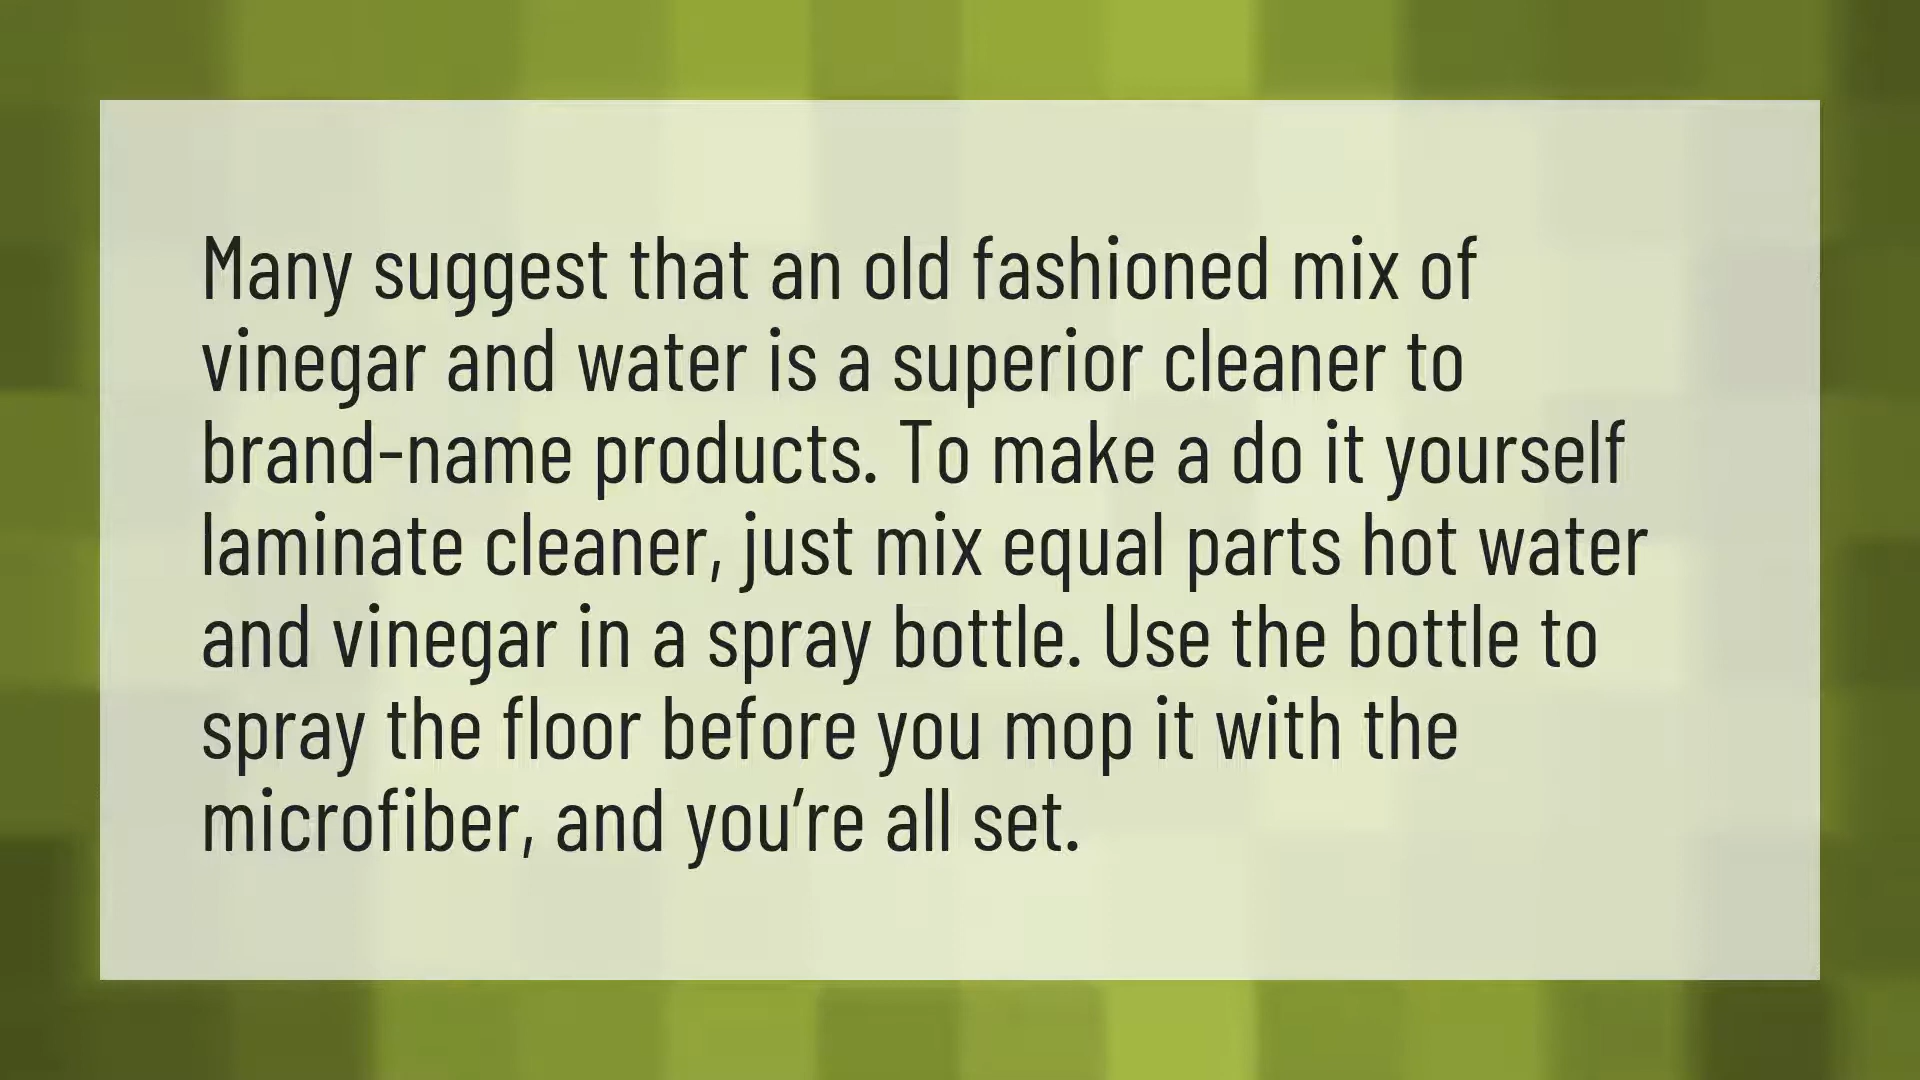 Many suggest that an old fashioned mix of
vinegar and water is a superior cleaner to
brand-name products. To make a do it yourself
laminate cleaner, just mix equal parts hot water
and vinegar in a spray bottle. Use the bottle to
spray the floor before you mop it with the
microfiber, and you’re all set.